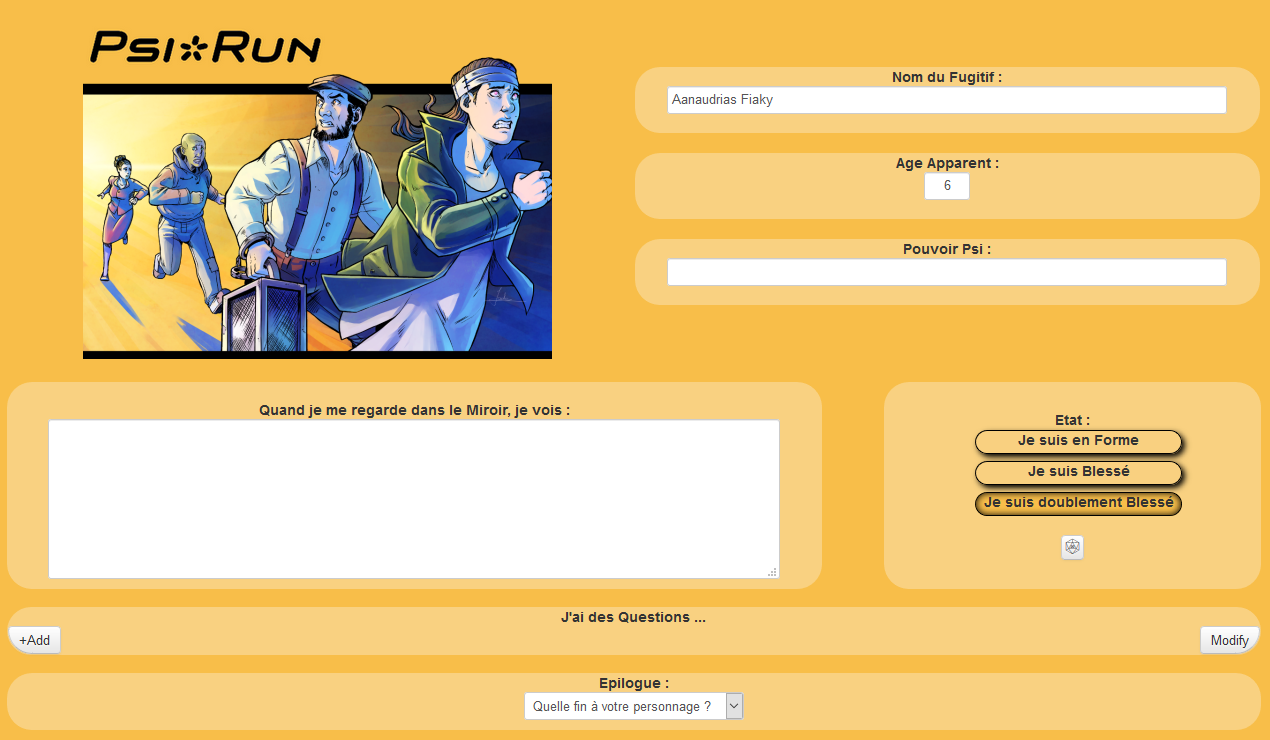 Psi*Run
Nom du Fugitif :
Aanaudrias Fiaky
Age Apparent :
6
Pouvoir Psi :
Quand je me regarde dans le Miroir, je vois :
Etat :
Je suis en Forme
Je suis Blessé
Je suis doublement Blessé
J'ai des Questions ...
+Add
Modify
Epilogue :
Quelle fin à votre personnage ?